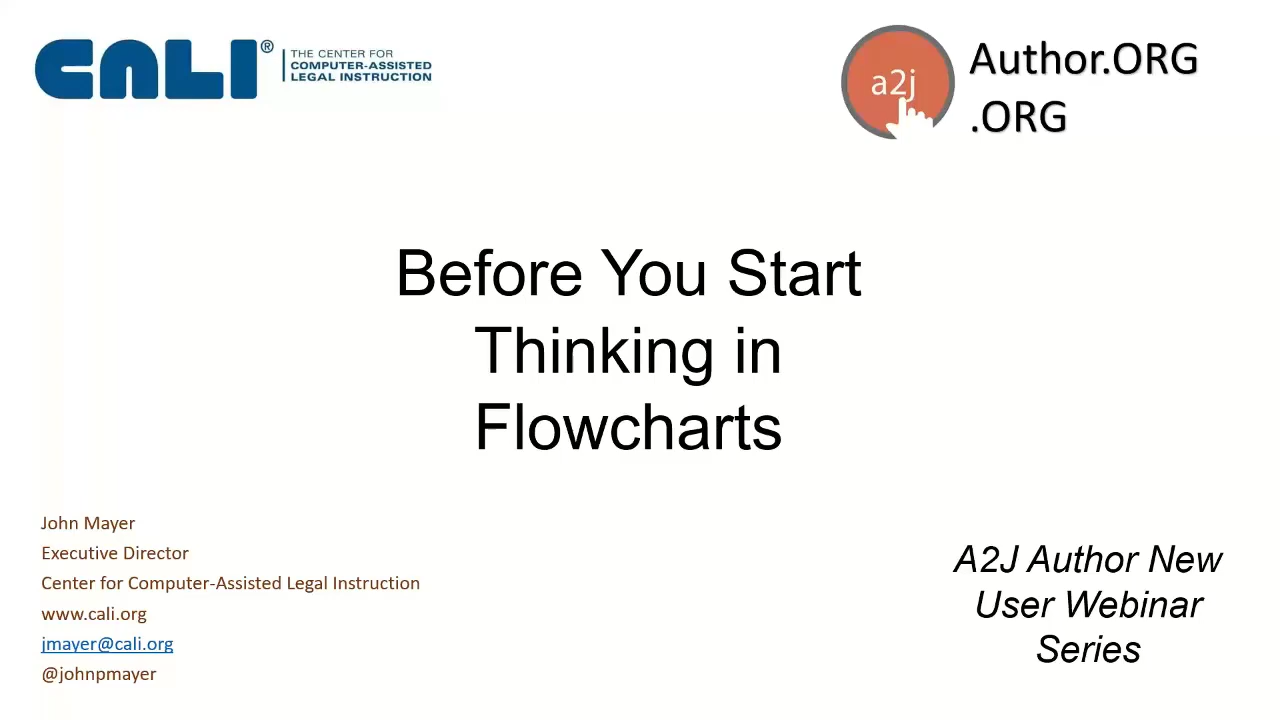 CALI®
THE CENTER FOR
COMPUTER-ASSISTED
LEGAL INSTRUCTION
a2j
Author.ORG
.ORG
Before You Start
Thinking in
Flowcharts
John Mayer
Executive Director
Center for Computer-Assisted Legal Instruction
www.cali.org
jmayer@cali.org
@johnpmayer
A2J Author New
User Webinar
Series